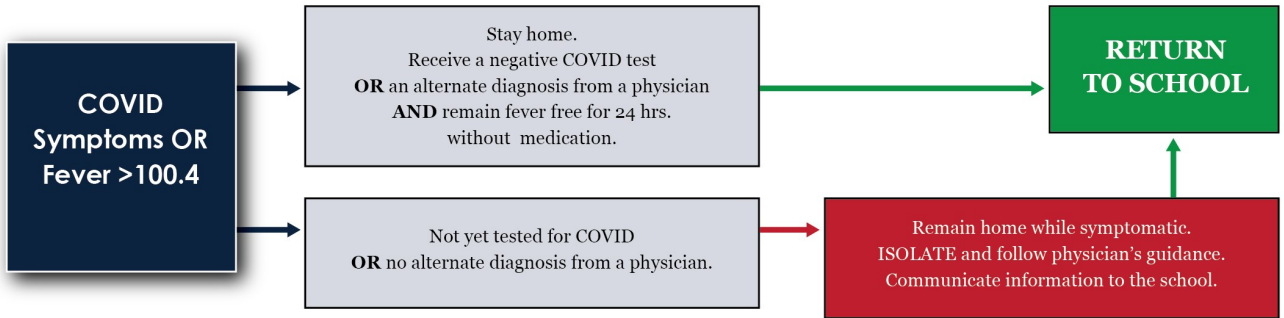 COVID
Symptoms OR
Fever >100.4
Stay home.
Receive a negative COVID test
OR an alternate diagnosis from a physician
AND remain fever free for 24 hrs.
without medication.
RETURN
TO SCHOOL
Not yet tested for COVID
OR no alternate diagnosis from a physician.
Remain home while symptomatic.
ISOLATE and follow physician's guidance.
Communicate information to the school.